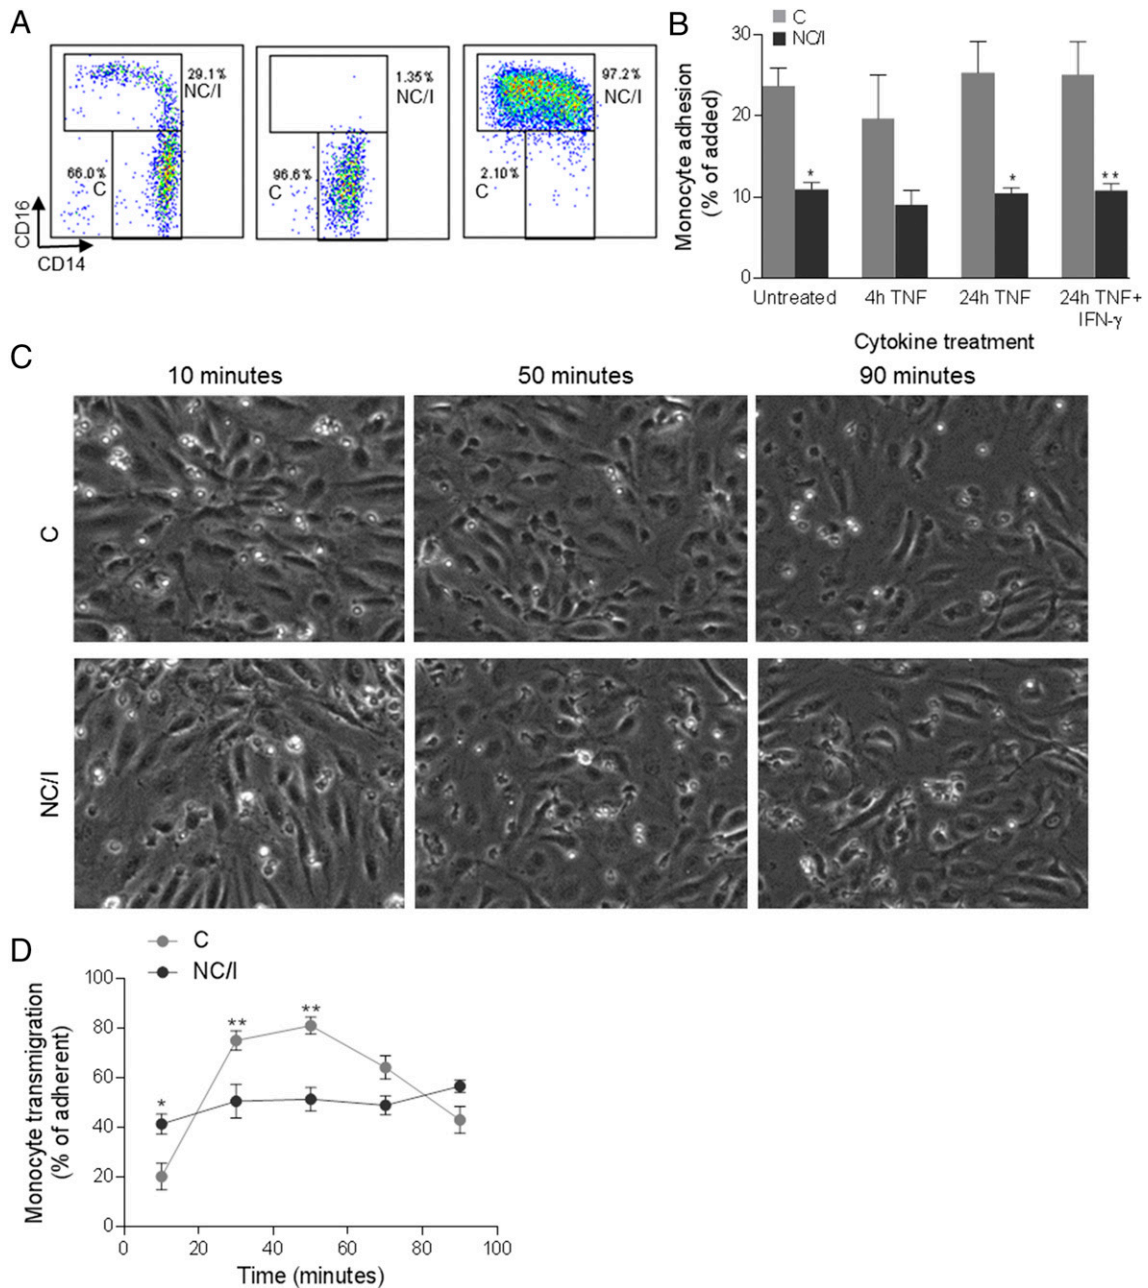 A
29.1%
NC/I
66.0%
C
1.35%
NC/I
96.6%
C
97.2%
NC/I
2.10%
C
CD16
CD14
B
C
NC/I
Monocyte adhesion
(% of added)
30
20
10
0
*
*
**
Untreated
4h TNF
24h TNF
24h TNF+
IFN-γ
Cytokine treatment
C
10 minutes
50 minutes
90 minutes
C
NC/I
D
C
NC/I
Monocyte transmigration
(% of adherent)
100
80
60
40
20
0
*
**
**
0
20
40
60
80
100
Time (minutes)